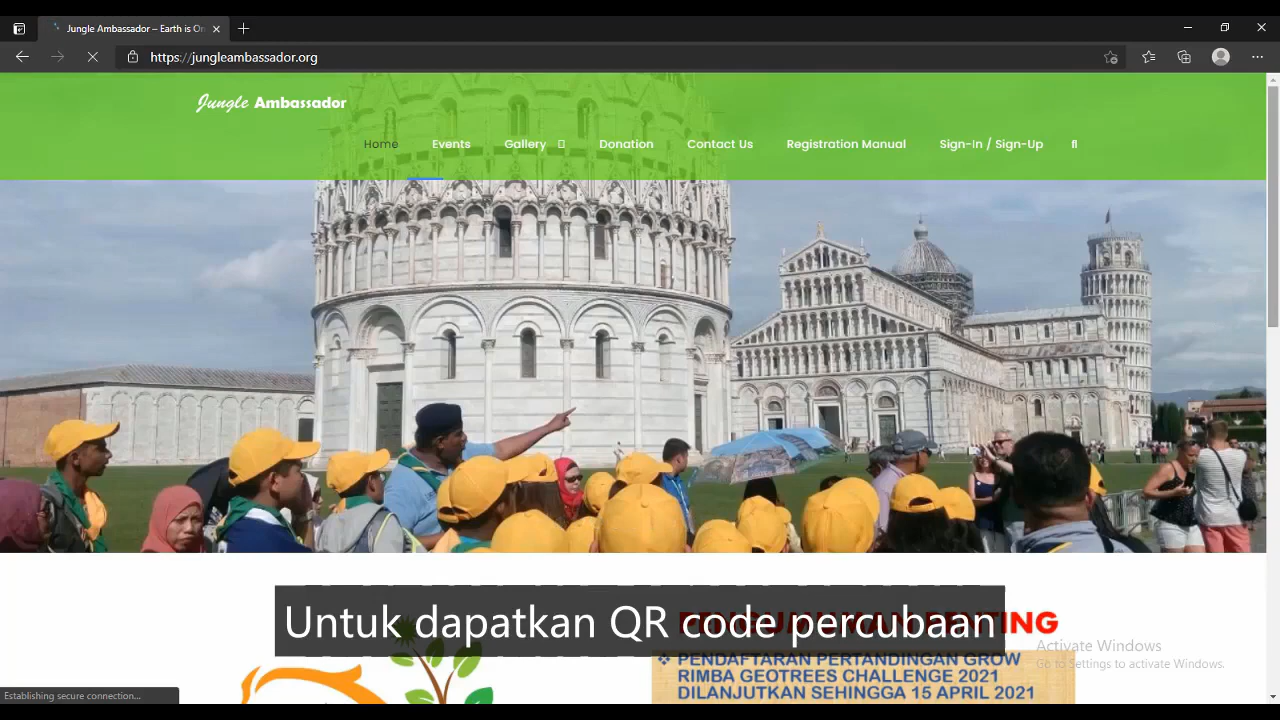 Jungle Ambassador – Earth is On
https://jungleambassador.org
Jungle Ambassador
Home Events Gallery Donation Contact Us Registration Manual Sign-In / Sign-Up
Untuk dapatkan QR code percubaan
Activate Windows
Go to Settings to activate Windows.
❖ PENDAFTARAN PERTANDINGAN GROW
RIMBA GEOTREES CHALLENGE 2021
DILANJUTKAN SEHINGGA 15 APRIL 2021
Establishing secure connection...